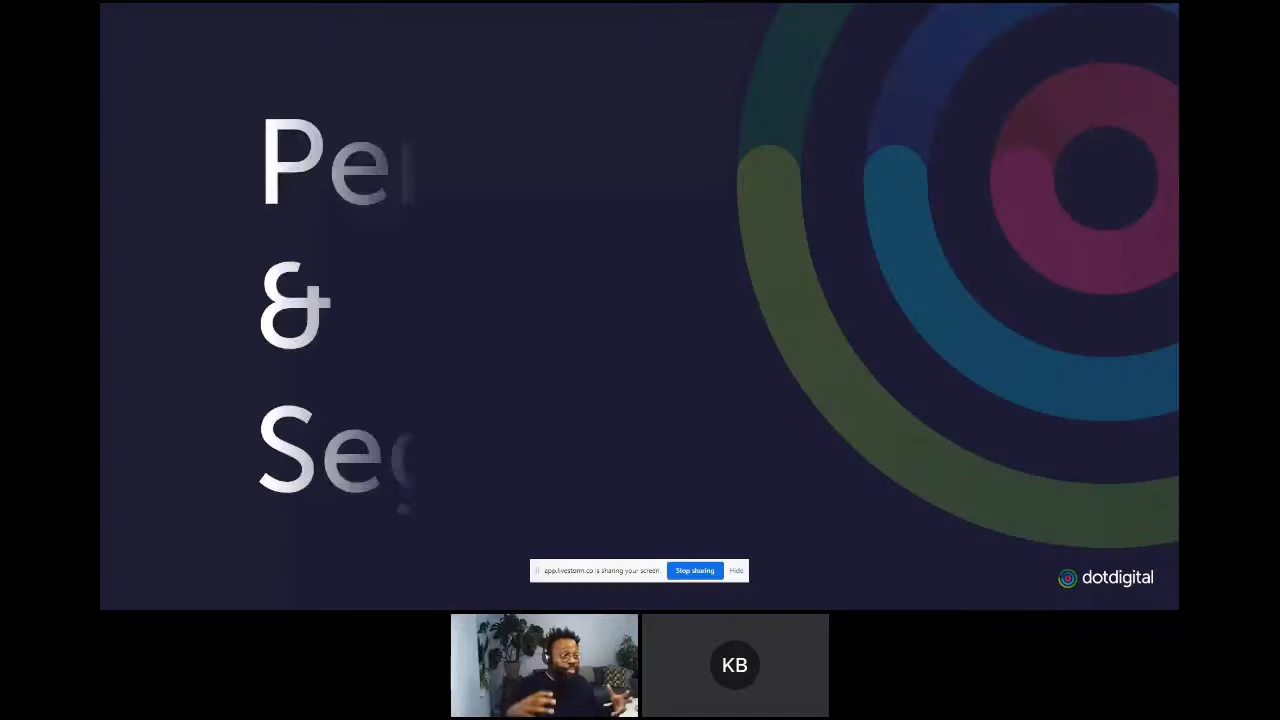 Pe
&
Se
app.livestorm.co is sharing your screen. Stop sharing Hide
dotdigital
KB